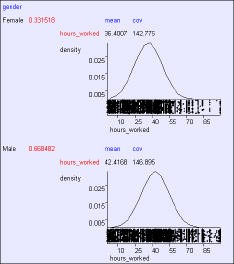 gender
Female 0.331518 mean cov
hours_worked 36.4007 142.775
density
0.025
0.015
0.005
10 25 40 55 70 85
hours_worked
Male 0.668482 mean cov
hours_worked 42.4168 146.895
density
0.025
0.015
0.005
10 25 40 55 70 85
hours_worked